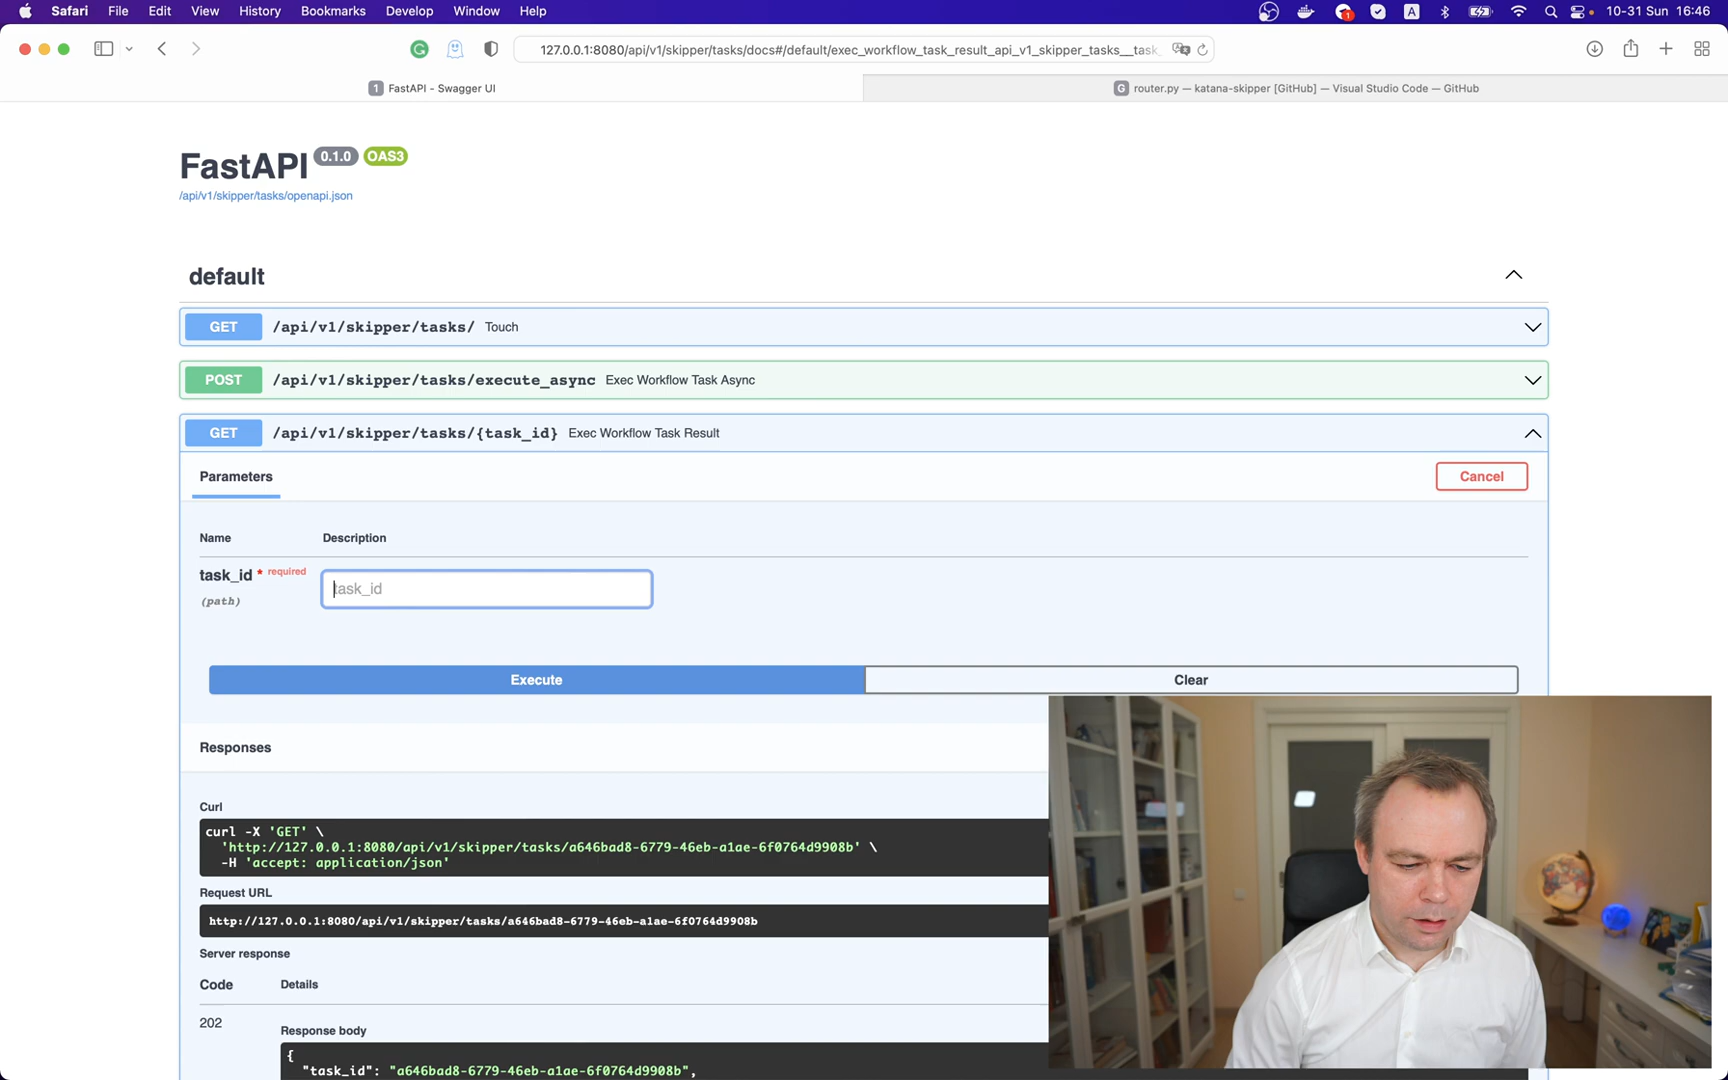 Safari File Edit View History Bookmarks Develop Window Help 1 A 10-31 Sun 16:46
127.0.0.1:8080/api/v1/skipper/tasks/docs#/default/exec_workflow_task_result_api_v1_skipper_tasks__task_
1 FastAPI - Swagger UI
G router.py — katana-skipper [GitHub] — Visual Studio Code — GitHub
FastAPI 0.1.0 OAS3
/api/v1/skipper/tasks/openapi.json
default
GET /api/v1/skipper/tasks/ Touch
POST /api/v1/skipper/tasks/execute_async Exec Workflow Task Async
GET /api/v1/skipper/tasks/{task_id} Exec Workflow Task Result
Parameters
Cancel
Name Description
task_id * required
(path)
task_id
Execute
Clear
Responses
Curl
curl -X 'GET' \
'http://127.0.0.1:8080/api/v1/skipper/tasks/a646bad8-6779-46eb-a1ae-6f0764d9908b' \
-H 'accept: application/json'
Request URL
http://127.0.0.1:8080/api/v1/skipper/tasks/a646bad8-6779-46eb-a1ae-6f0764d9908b
Server response
Code Details
202
Response body
{
"task_id": "a646bad8-6779-46eb-a1ae-6f0764d9908b",